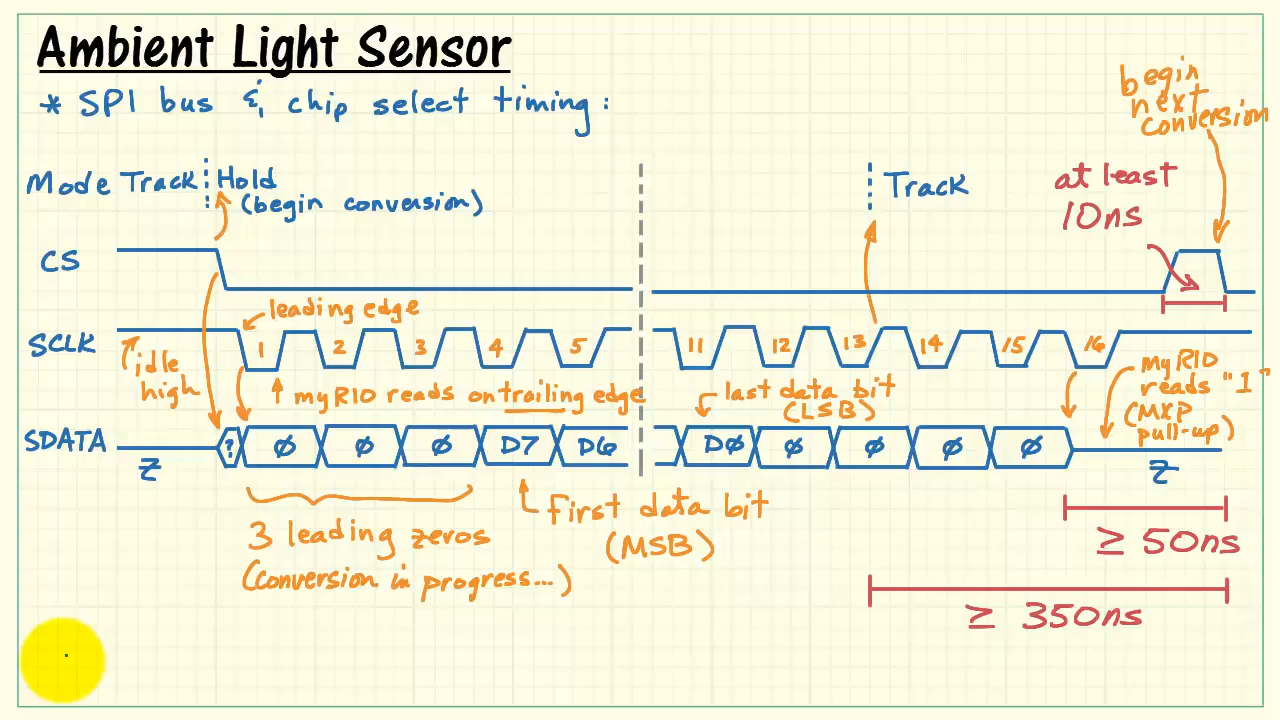 Ambient Light Sensor
* SPI bus & chip select timing:
begin
next
conversion
Mode Track Hold
(begin conversion)
Track
at least
10ns
CS
leading edge
SCLK
1 2 3 4 5 11 12 13 14 15 16
idle
high
myRIO reads on trailing edge
last data bit
(LSB)
myRIO
reads "1"
(MXP
pull-up)
SDATA
? Ø Ø Ø D7 D6 DØ Ø Ø Ø Ø
Z
Z
3 leading zeros
(conversion in progress...)
first data bit
(MSB)
≥ 50ns
≥ 350ns